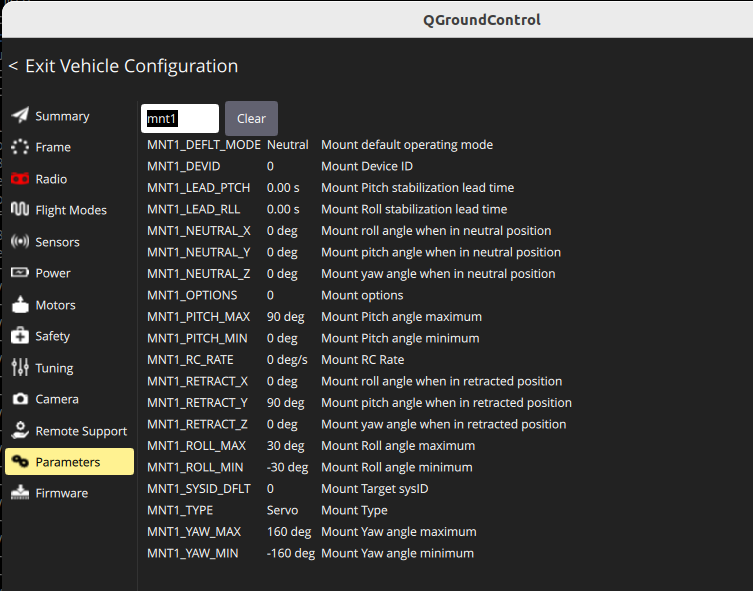 QGroundControl
< Exit Vehicle Configuration
Summary
Frame
Radio
Flight Modes
Sensors
Power
Motors
Safety
Tuning
Camera
Remote Support
Parameters
Firmware
mnt1 Clear
MNT1_DEFLT_MODE Neutral Mount default operating mode
MNT1_DEVID 0 Mount Device ID
MNT1_LEAD_PTCH 0.00 s Mount Pitch stabilization lead time
MNT1_LEAD_RLL 0.00 s Mount Roll stabilization lead time
MNT1_NEUTRAL_X 0 deg Mount roll angle when in neutral position
MNT1_NEUTRAL_Y 0 deg Mount pitch angle when in neutral position
MNT1_NEUTRAL_Z 0 deg Mount yaw angle when in neutral position
MNT1_OPTIONS 0 Mount options
MNT1_PITCH_MAX 90 deg Mount Pitch angle maximum
MNT1_PITCH_MIN 0 deg Mount Pitch angle minimum
MNT1_RC_RATE 0 deg/s Mount RC Rate
MNT1_RETRACT_X 0 deg Mount roll angle when in retracted position
MNT1_RETRACT_Y 90 deg Mount pitch angle when in retracted position
MNT1_RETRACT_Z 0 deg Mount yaw angle when in retracted position
MNT1_ROLL_MAX 30 deg Mount Roll angle maximum
MNT1_ROLL_MIN -30 deg Mount Roll angle minimum
MNT1_SYSID_DFLT 0 Mount Target sysID
MNT1_TYPE Servo Mount Type
MNT1_YAW_MAX 160 deg Mount Yaw angle maximum
MNT1_YAW_MIN -160 deg Mount Yaw angle minimum